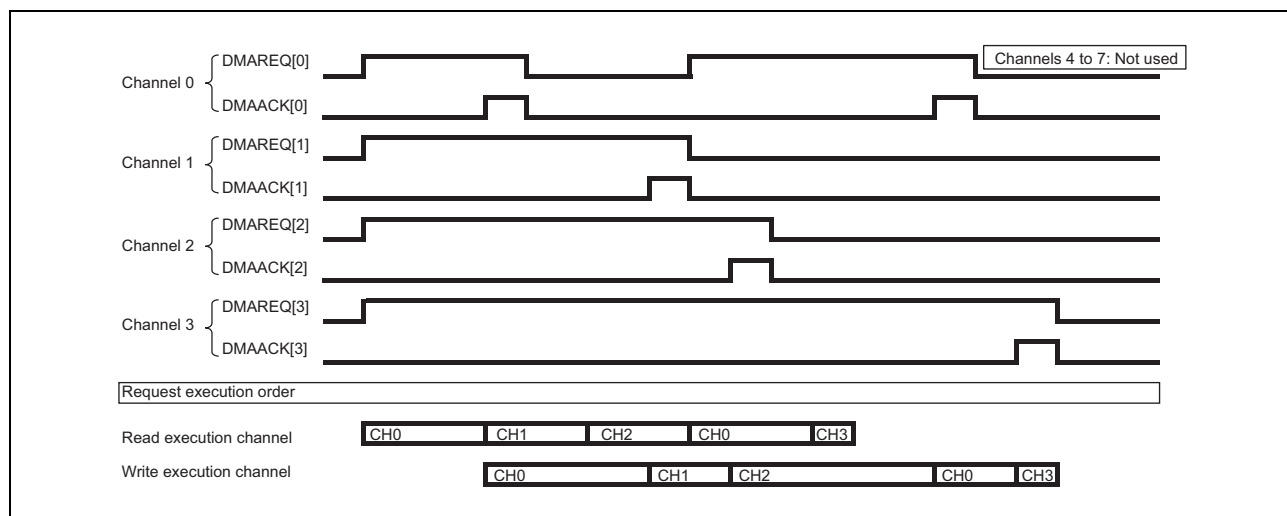 DMAREQ[0]
Channels 4 to 7: Not used
Channel 0
DMAACK[0]
DMAREQ[1]
Channel 1
DMAACK[1]
DMAREQ[2]
Channel 2
DMAACK[2]
DMAREQ[3]
Channel 3
DMAACK[3]
Request execution order
Read execution channel CH0 CH1 CH2 CH0 CH3
Write execution channel CH0 CH1 CH2 CH0 CH3